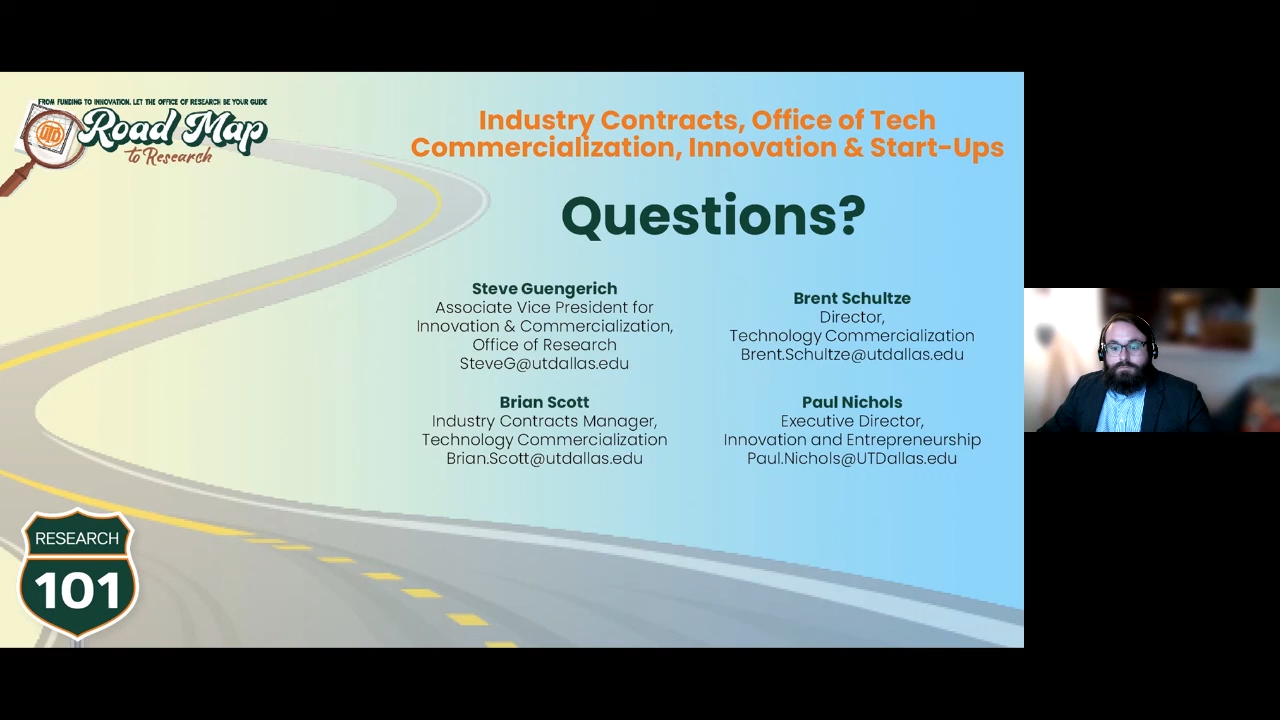 FROM FUNDING TO INNOVATION, LET THE OFFICE OF RESEARCH BE YOUR GUIDE
Road Map
to Research
UTD
Industry Contracts, Office of Tech
Commercialization, Innovation & Start-Ups
Questions?
Steve Guengerich
Associate Vice President for
Innovation & Commercialization,
Office of Research
SteveG@utdallas.edu
Brent Schultze
Director,
Technology Commercialization
Brent.Schultze@utdallas.edu
Brian Scott
Industry Contracts Manager,
Technology Commercialization
Brian.Scott@utdallas.edu
Paul Nichols
Executive Director,
Innovation and Entrepreneurship
Paul.Nichols@UTDallas.edu
RESEARCH
101